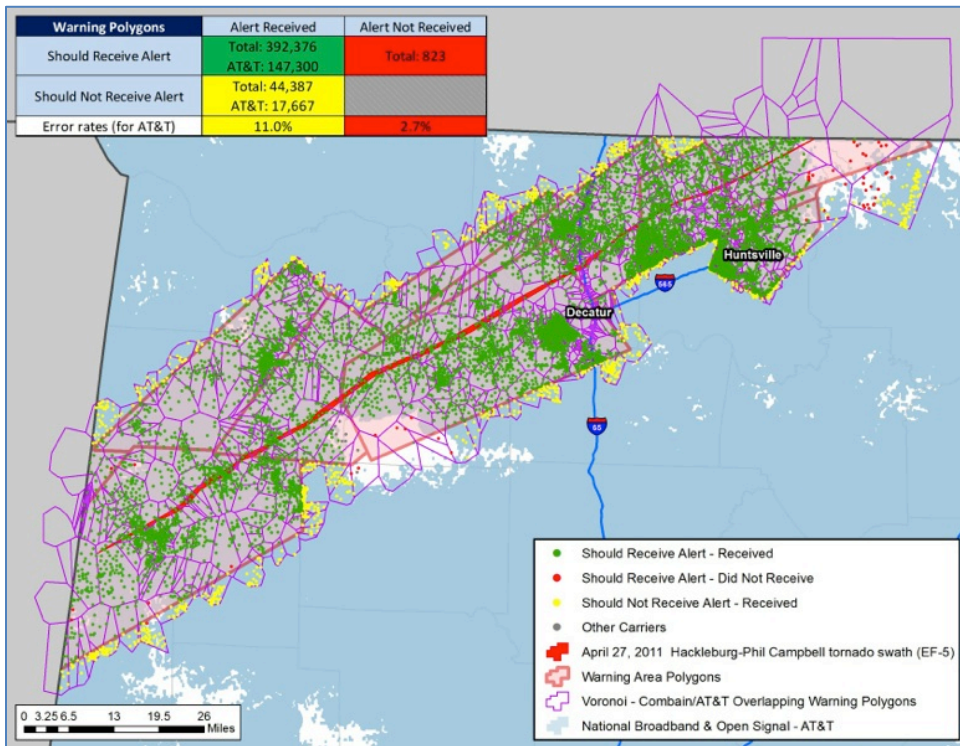 Warning Polygons Alert Received Alert Not Received
Should Receive Alert Total: 392,376 AT&T: 147,300 Total: 823
Should Not Receive Alert Total: 44,387 AT&T: 17,667
Error rates (for AT&T) 11.0% 2.7%
Huntsville
565
Decatur
65
Should Receive Alert - Received
Should Receive Alert - Did Not Receive
Should Not Receive Alert - Received
Other Carriers
April 27, 2011 Hackleburg-Phil Campbell tornado swath (EF-5)
Warning Area Polygons
Voronoi - Combain/AT&T Overlapping Warning Polygons
National Broadband & Open Signal - AT&T
0 3.25 6.5 13 19.5 26
Miles